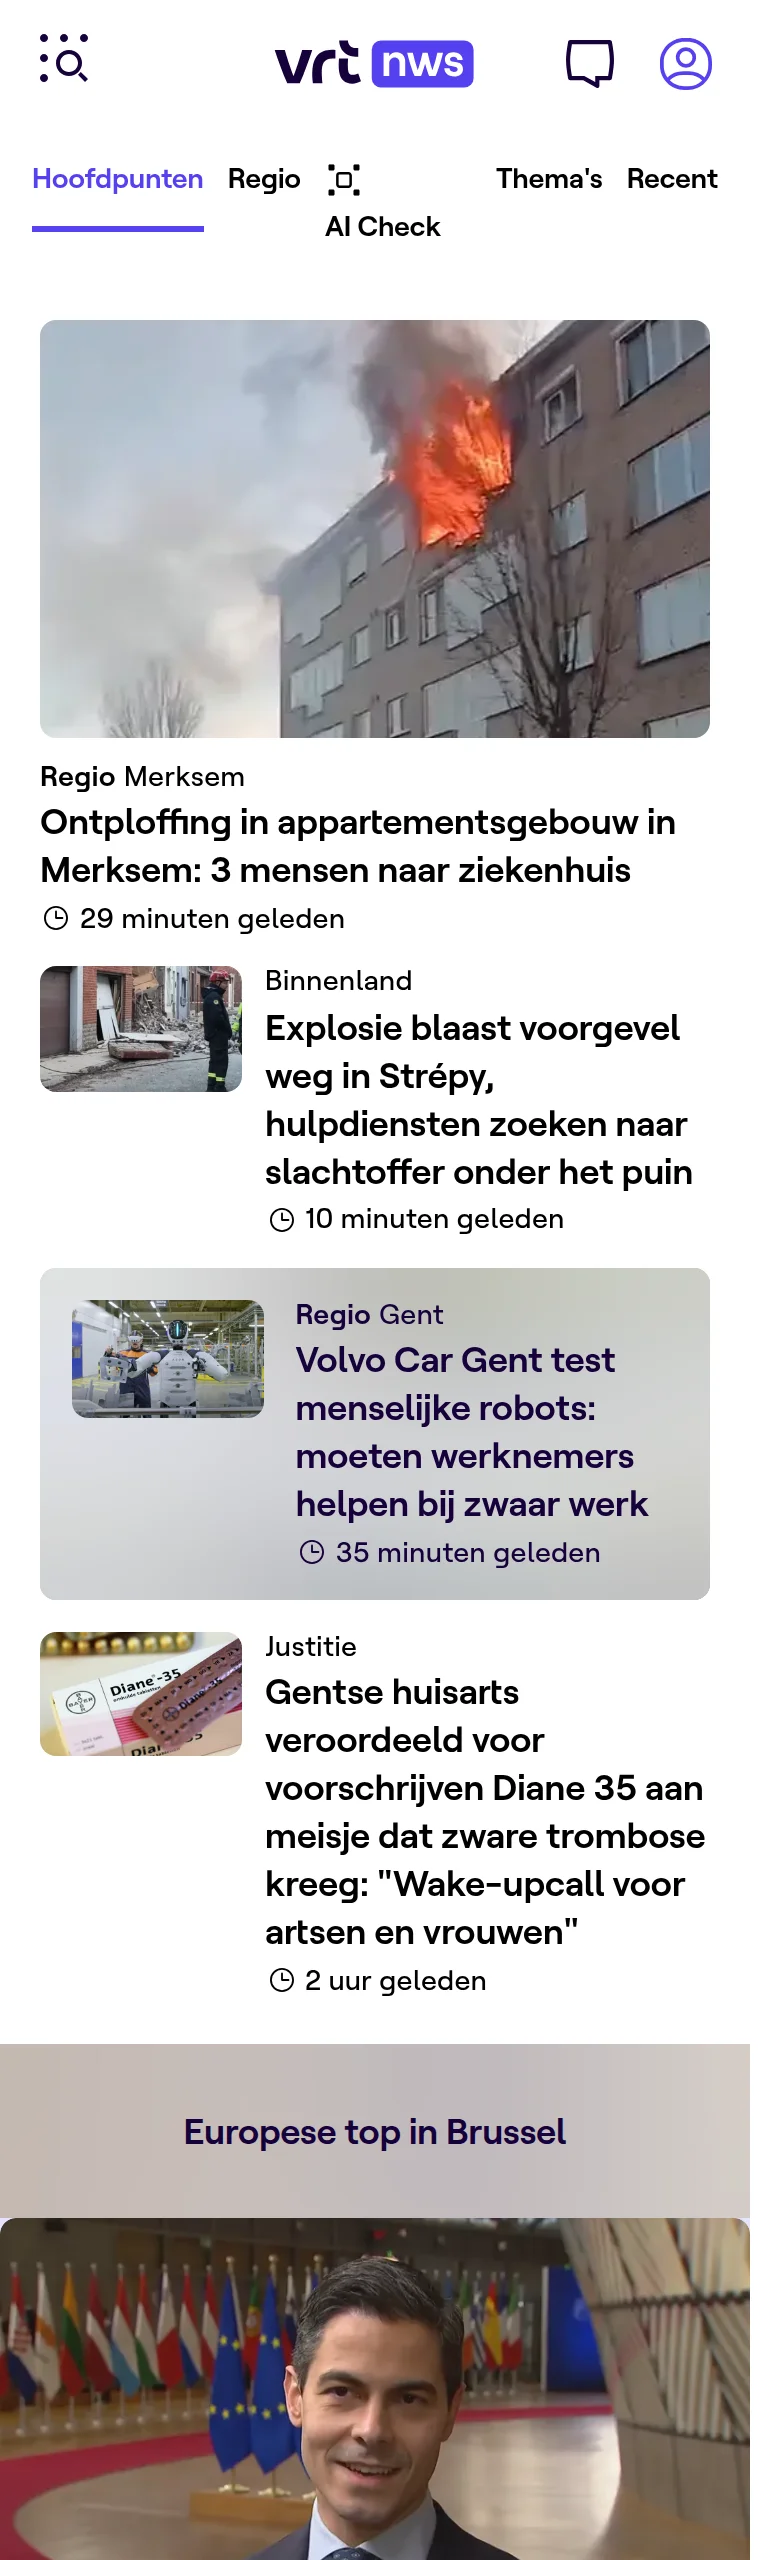 vrt nws
Hoofdpunten
Regio
AI Check
Thema's
Recent
Regio Merksem
Ontploffing in appartementsgebouw in
Merksem: 3 mensen naar ziekenhuis
29 minuten geleden
Binnenland
Explosie blaast voorgevel
weg in Strépy,
hulpdiensten zoeken naar
slachtoffer onder het puin
10 minuten geleden
Regio Gent
Volvo Car Gent test
menselijke robots:
moeten werknemers
helpen bij zwaar werk
35 minuten geleden
Diane-35
BAYER
Diane-35
Justitie
Gentse huisarts
veroordeeld voor
voorschrijven Diane 35 aan
meisje dat zware trombose
kreeg: "Wake-upcall voor
artsen en vrouwen"
2 uur geleden
Europese top in Brussel